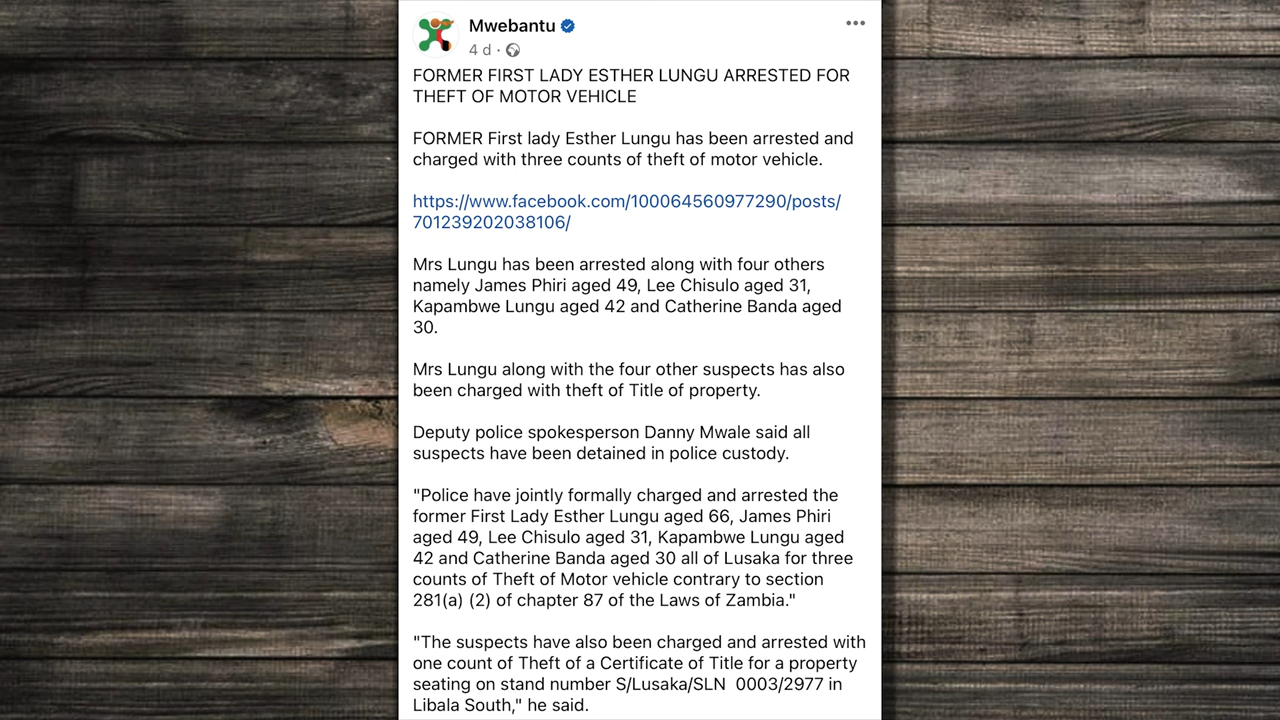 Mwebantu
4 d ·
FORMER FIRST LADY ESTHER LUNGU ARRESTED FOR
THEFT OF MOTOR VEHICLE
FORMER First lady Esther Lungu has been arrested and
charged with three counts of theft of motor vehicle.
https://www.facebook.com/100064560977290/posts/
701239202038106/
Mrs Lungu has been arrested along with four others
namely James Phiri aged 49, Lee Chisulo aged 31,
Kapambwe Lungu aged 42 and Catherine Banda aged
30.
Mrs Lungu along with the four other suspects has also
been charged with theft of Title of property.
Deputy police spokesperson Danny Mwale said all
suspects have been detained in police custody.
"Police have jointly formally charged and arrested the
former First Lady Esther Lungu aged 66, James Phiri
aged 49, Lee Chisulo aged 31, Kapambwe Lungu aged
42 and Catherine Banda aged 30 all of Lusaka for three
counts of Theft of Motor vehicle contrary to section
281(a) (2) of chapter 87 of the Laws of Zambia."
"The suspects have also been charged and arrested with
one count of Theft of a Certificate of Title for a property
seating on stand number S/Lusaka/SLN  0003/2977 in
Libala South," he said.